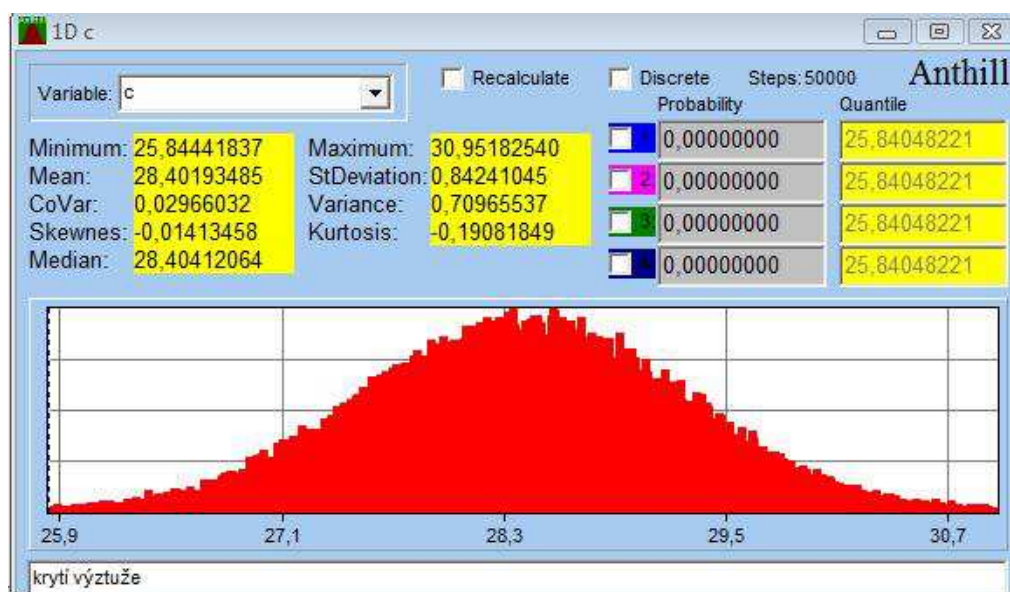 1D c
Variable: c
Recalculate
Discrete
Steps: 50000
Anthill
Probability
Quantile
Minimum: 25,84441837
Maximum: 30,95182540
Mean: 28,40193485
StDeviation: 0,84241045
CoVar: 0,02966032
Variance: 0,70965537
Skewnes: -0,01413458
Kurtosis: -0,19081849
Median: 28,40412064
0,00000000 25,84048221
2 0,00000000 25,84048221
3 0,00000000 25,84048221
0,00000000 25,84048221
25,9 27,1 28,3 29,5 30,7
krytí výztuže